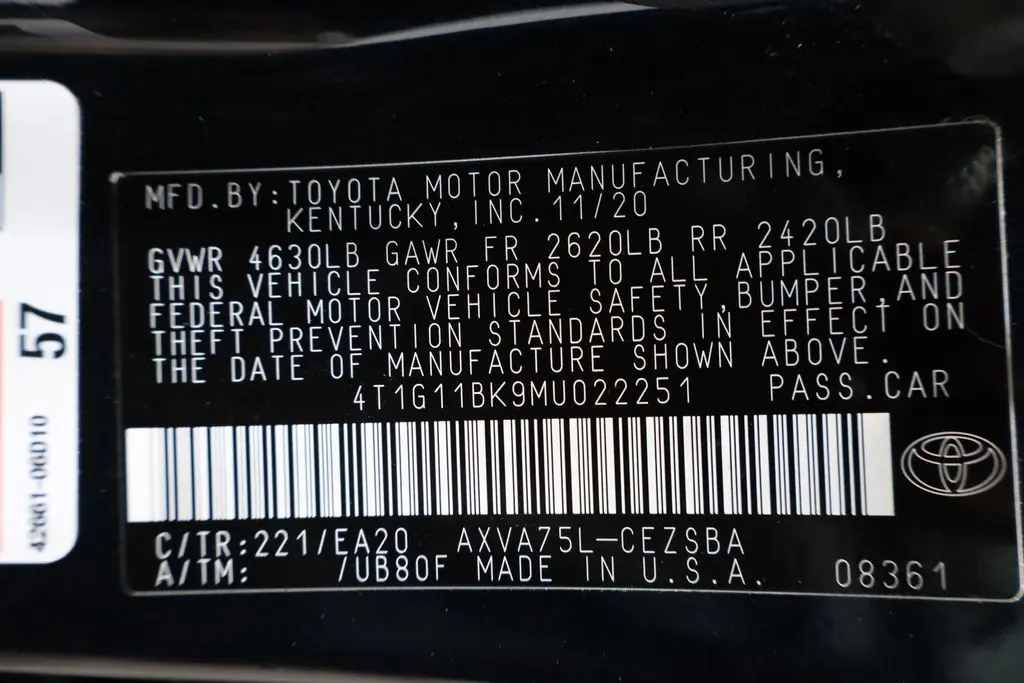 MFD.BY:TOYOTA MOTOR MANUFACTURING,
KENTUCKY,INC.11/20
GVWR 4630LB GAWR FR 2620LB RR 2420LB
THIS VEHICLE CONFORMS TO ALL APPLICABLE
FEDERAL MOTOR VEHICLE SAFETY,BUMPER,AND
THEFT PREVENTION STANDARDS IN EFFECT ON
THE DATE OF MANUFACTURE SHOWN ABOVE.
4T1G11BK9MU022251 PASS.CAR
C/TR:221/EA20 AXVA75L-CEZSBA
A/TM: /UB80F MADE IN U.S.A. 08361
57
42661-06D10